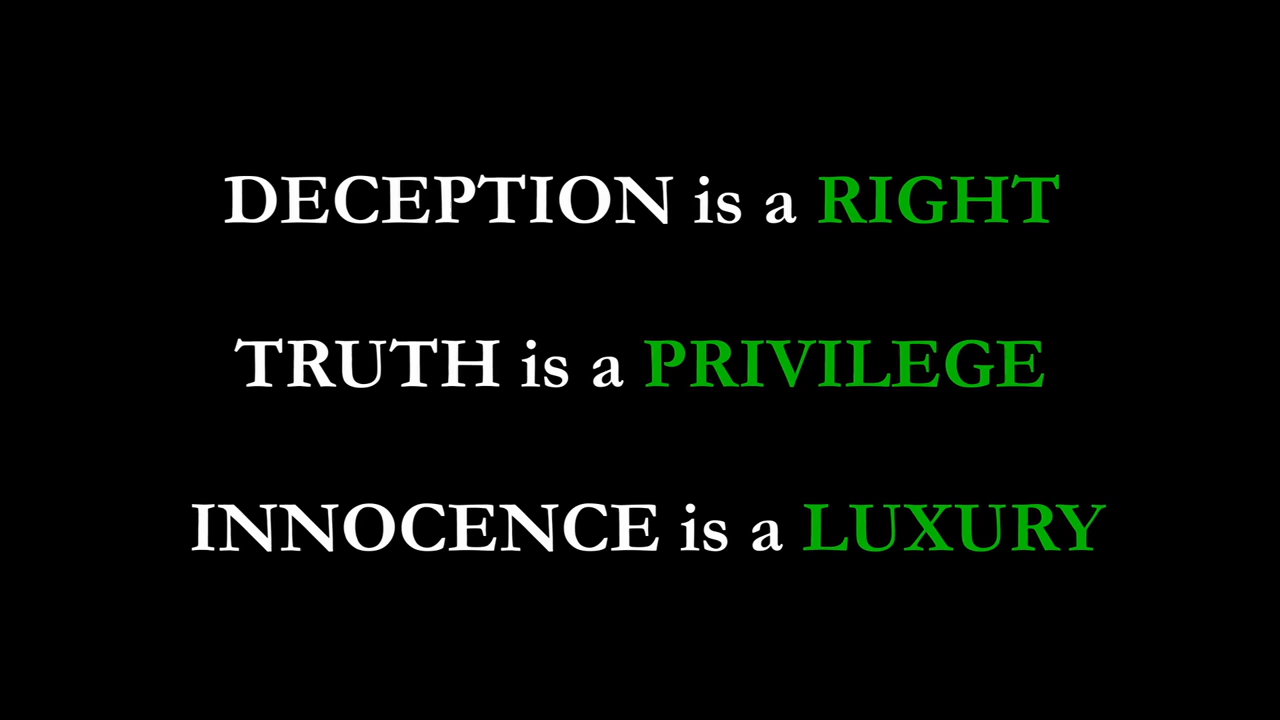 DECEPTION is a RIGHT
TRUTH is a PRIVILEGE
INNOCENCE is a LUXURY